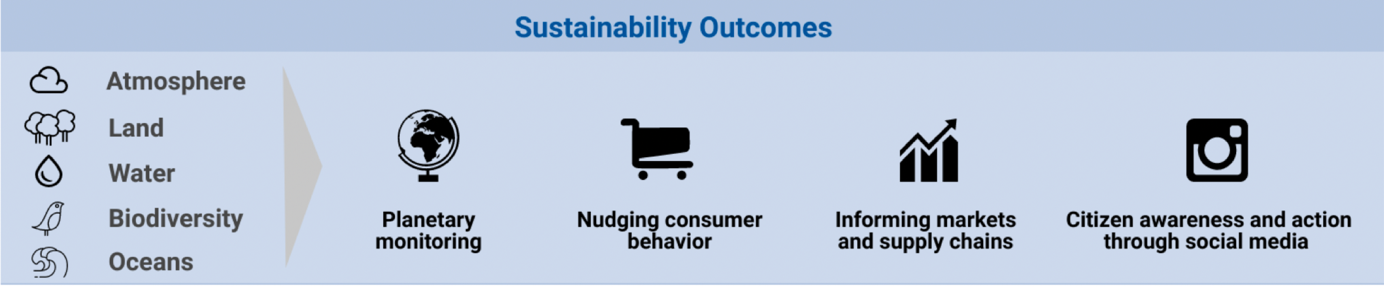 Sustainability Outcomes
Atmosphere
Land
Water
Biodiversity
Oceans
Planetary
monitoring
Nudging consumer
behavior
Informing markets
and supply chains
Citizen awareness and action
through social media